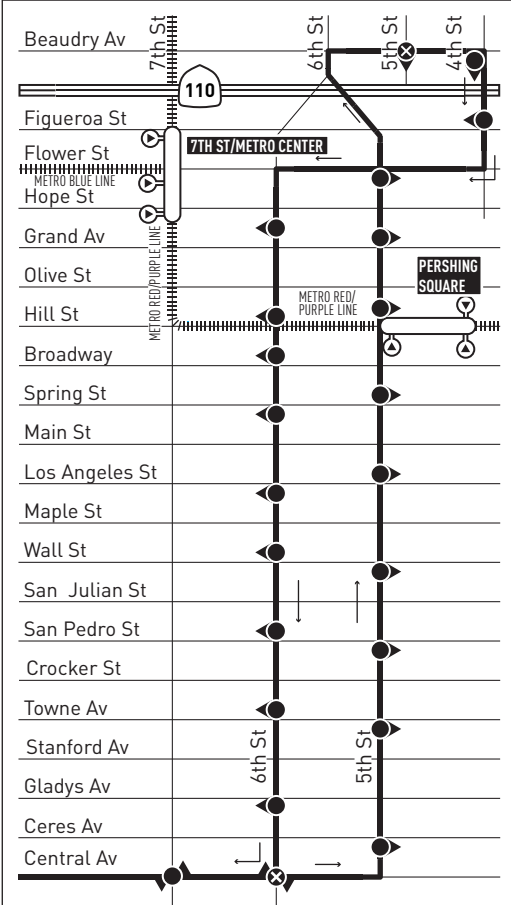 Beaudry Av
7th St
6th St
5th St
4th St
110
Figueroa St
7TH ST/METRO CENTER
Flower St
METRO BLUE LINE
Hope St
Grand Av
METRO RED/PURPLE LINE
Olive St
PERSHING
SQUARE
METRO RED/
PURPLE LINE
Hill St
Broadway
Spring St
Main St
Los Angeles St
Maple St
Wall St
San Julian St
San Pedro St
Crocker St
Towne Av
6th St
5th St
Stanford Av
Gladys Av
Ceres Av
Central Av